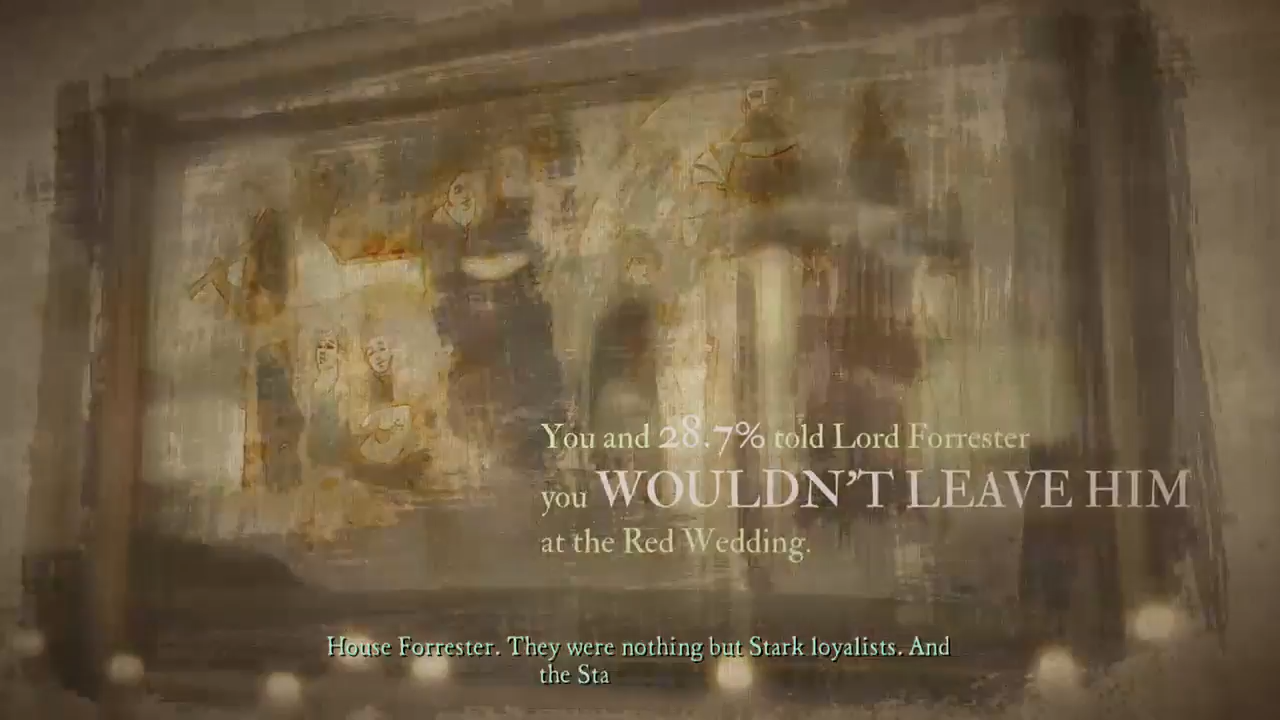 You and 28.7% told Lord Forrester
you WOULDN'T LEAVE HIM
at the Red Wedding.
House Forrester. They were nothing but Stark loyalists. And
the Sta